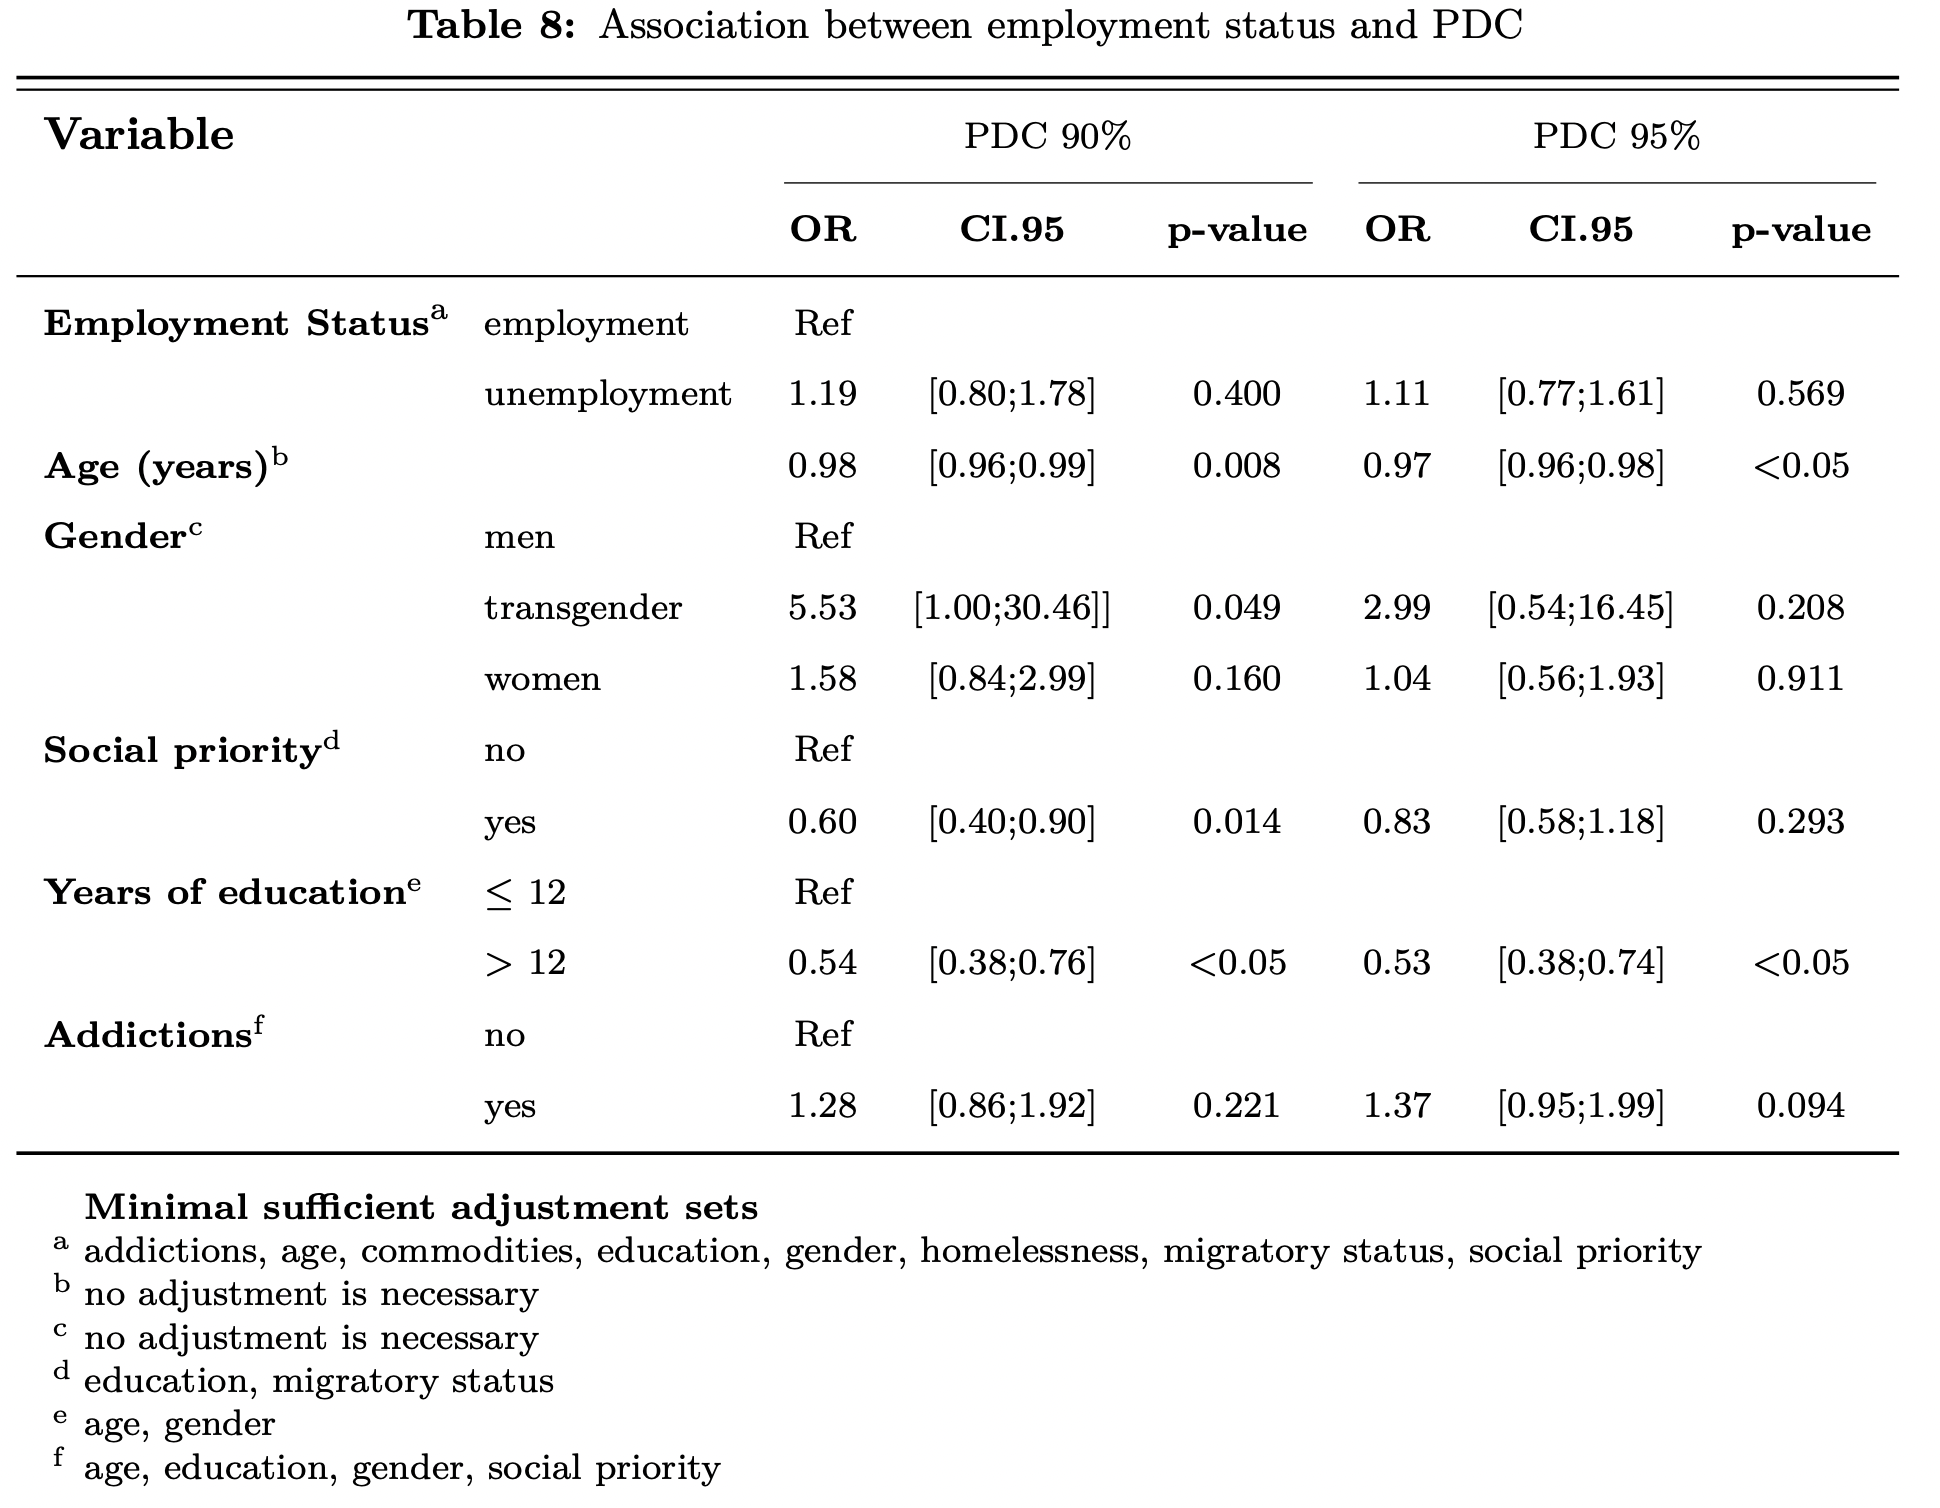 Table 8: Association between employment status and PDC
Variable PDC 90% PDC 95%
OR CI.95 p-value OR CI.95 p-value
Employment Statusᵃ employment Ref
unemployment 1.19 [0.80;1.78] 0.400 1.11 [0.77;1.61] 0.569
Age (years)ᵇ 0.98 [0.96;0.99] 0.008 0.97 [0.96;0.98] <0.05
Genderᶜ men Ref
transgender 5.53 [1.00;30.46]] 0.049 2.99 [0.54;16.45] 0.208
women 1.58 [0.84;2.99] 0.160 1.04 [0.56;1.93] 0.911
Social priorityᵈ no Ref
yes 0.60 [0.40;0.90] 0.014 0.83 [0.58;1.18] 0.293
Years of educationᵉ ≤ 12 Ref
> 12 0.54 [0.38;0.76] <0.05 0.53 [0.38;0.74] <0.05
Addictionsᶠ no Ref
yes 1.28 [0.86;1.92] 0.221 1.37 [0.95;1.99] 0.094
Minimal sufficient adjustment sets
ᵃ addictions, age, commodities, education, gender, homelessness, migratory status, social priority
ᵇ no adjustment is necessary
ᶜ no adjustment is necessary
ᵈ education, migratory status
ᵉ age, gender
ᶠ age, education, gender, social priority